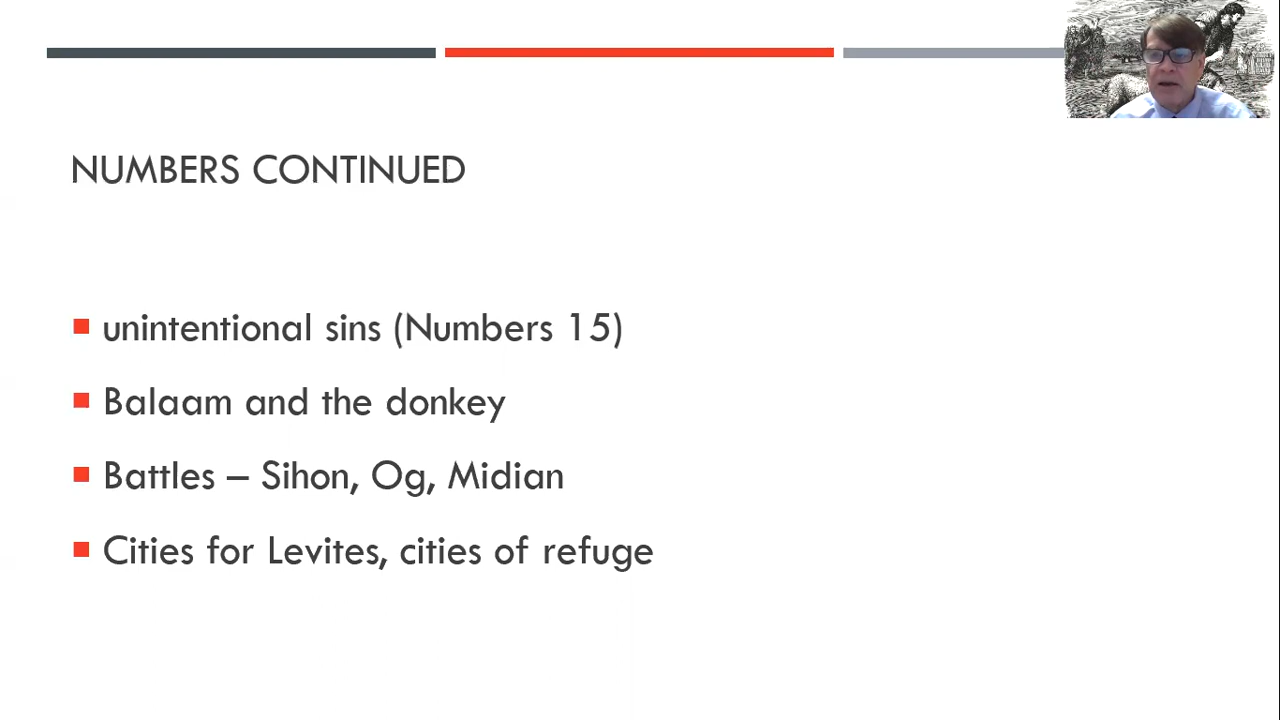 NUMBERS CONTINUED
unintentional sins (Numbers 15)
Balaam and the donkey
Battles – Sihon, Og, Midian
Cities for Levites, cities of refuge